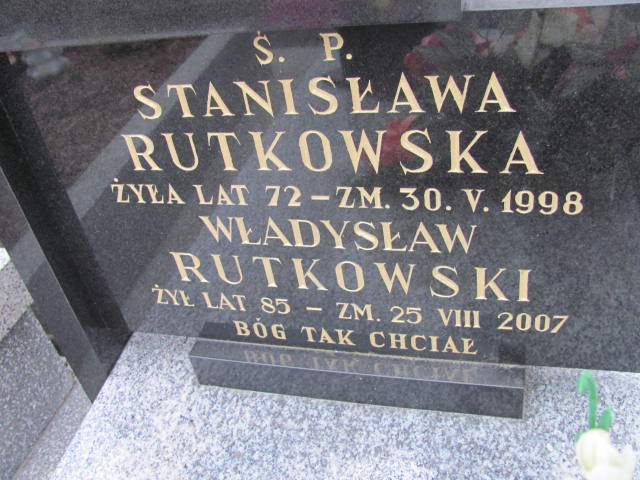 Ś. P.
STANISŁAWA
RUTKOWSKA
ŻYŁA LAT 72 – ZM. 30. V. 1998
WŁADYSŁAW
RUTKOWSKI
ŻYŁ LAT 85 – ZM. 25 VIII 2007
BÓG TAK CHCIAŁ